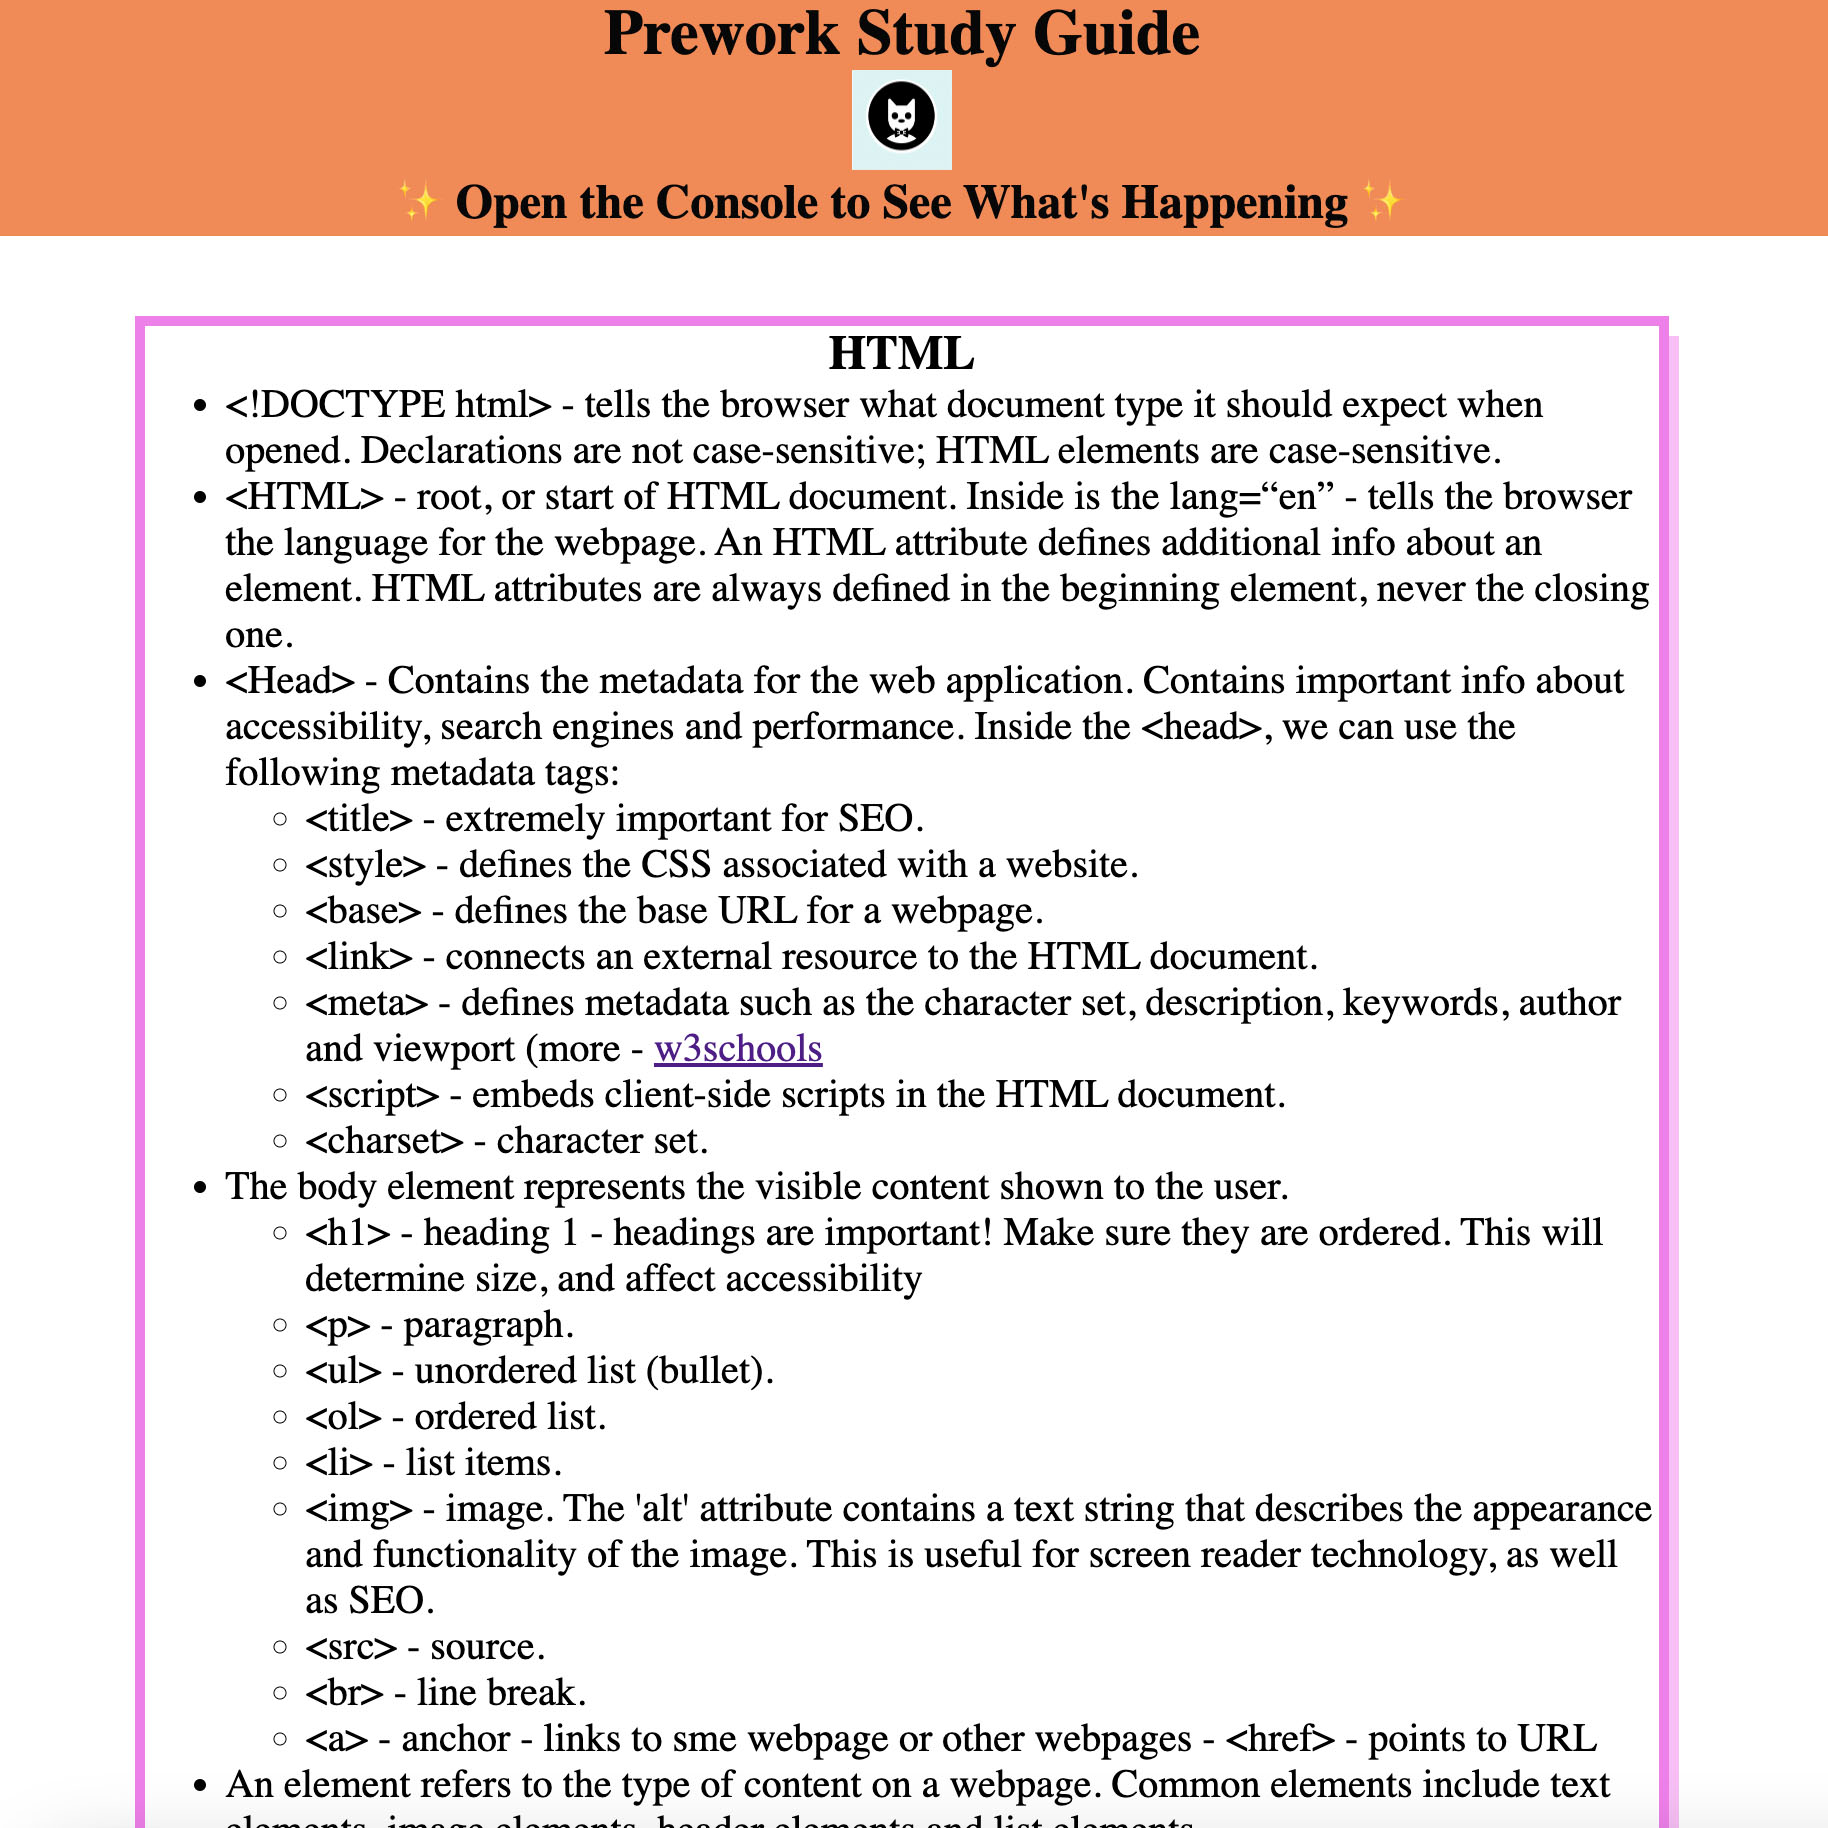 Prework Study Guide
✨ Open the Console to See What's Happening ✨
HTML
• <!DOCTYPE html> - tells the browser what document type it should expect when
opened. Declarations are not case-sensitive; HTML elements are case-sensitive.
• <HTML> - root, or start of HTML document. Inside is the lang=“en” - tells the browser
the language for the webpage. An HTML attribute defines additional info about an
element. HTML attributes are always defined in the beginning element, never the closing
one.
• <Head> - Contains the metadata for the web application. Contains important info about
accessibility, search engines and performance. Inside the <head>, we can use the
following metadata tags:
◦ <title> - extremely important for SEO.
◦ <style> - defines the CSS associated with a website.
◦ <base> - defines the base URL for a webpage.
◦ <link> - connects an external resource to the HTML document.
◦ <meta> - defines metadata such as the character set, description, keywords, author
and viewport (more - w3schools
◦ <script> - embeds client-side scripts in the HTML document.
◦ <charset> - character set.
• The body element represents the visible content shown to the user.
◦ <h1> - heading 1 - headings are important! Make sure they are ordered. This will
determine size, and affect accessibility
◦ <p> - paragraph.
◦ <ul> - unordered list (bullet).
◦ <ol> - ordered list.
◦ <li> - list items.
◦ <img> - image. The 'alt' attribute contains a text string that describes the appearance
and functionality of the image. This is useful for screen reader technology, as well
as SEO.
◦ <src> - source.
◦ <br> - line break.
◦ <a> - anchor - links to sme webpage or other webpages - <href> - points to URL
• An element refers to the type of content on a webpage. Common elements include text
elements, image elements, header elements and list elements.